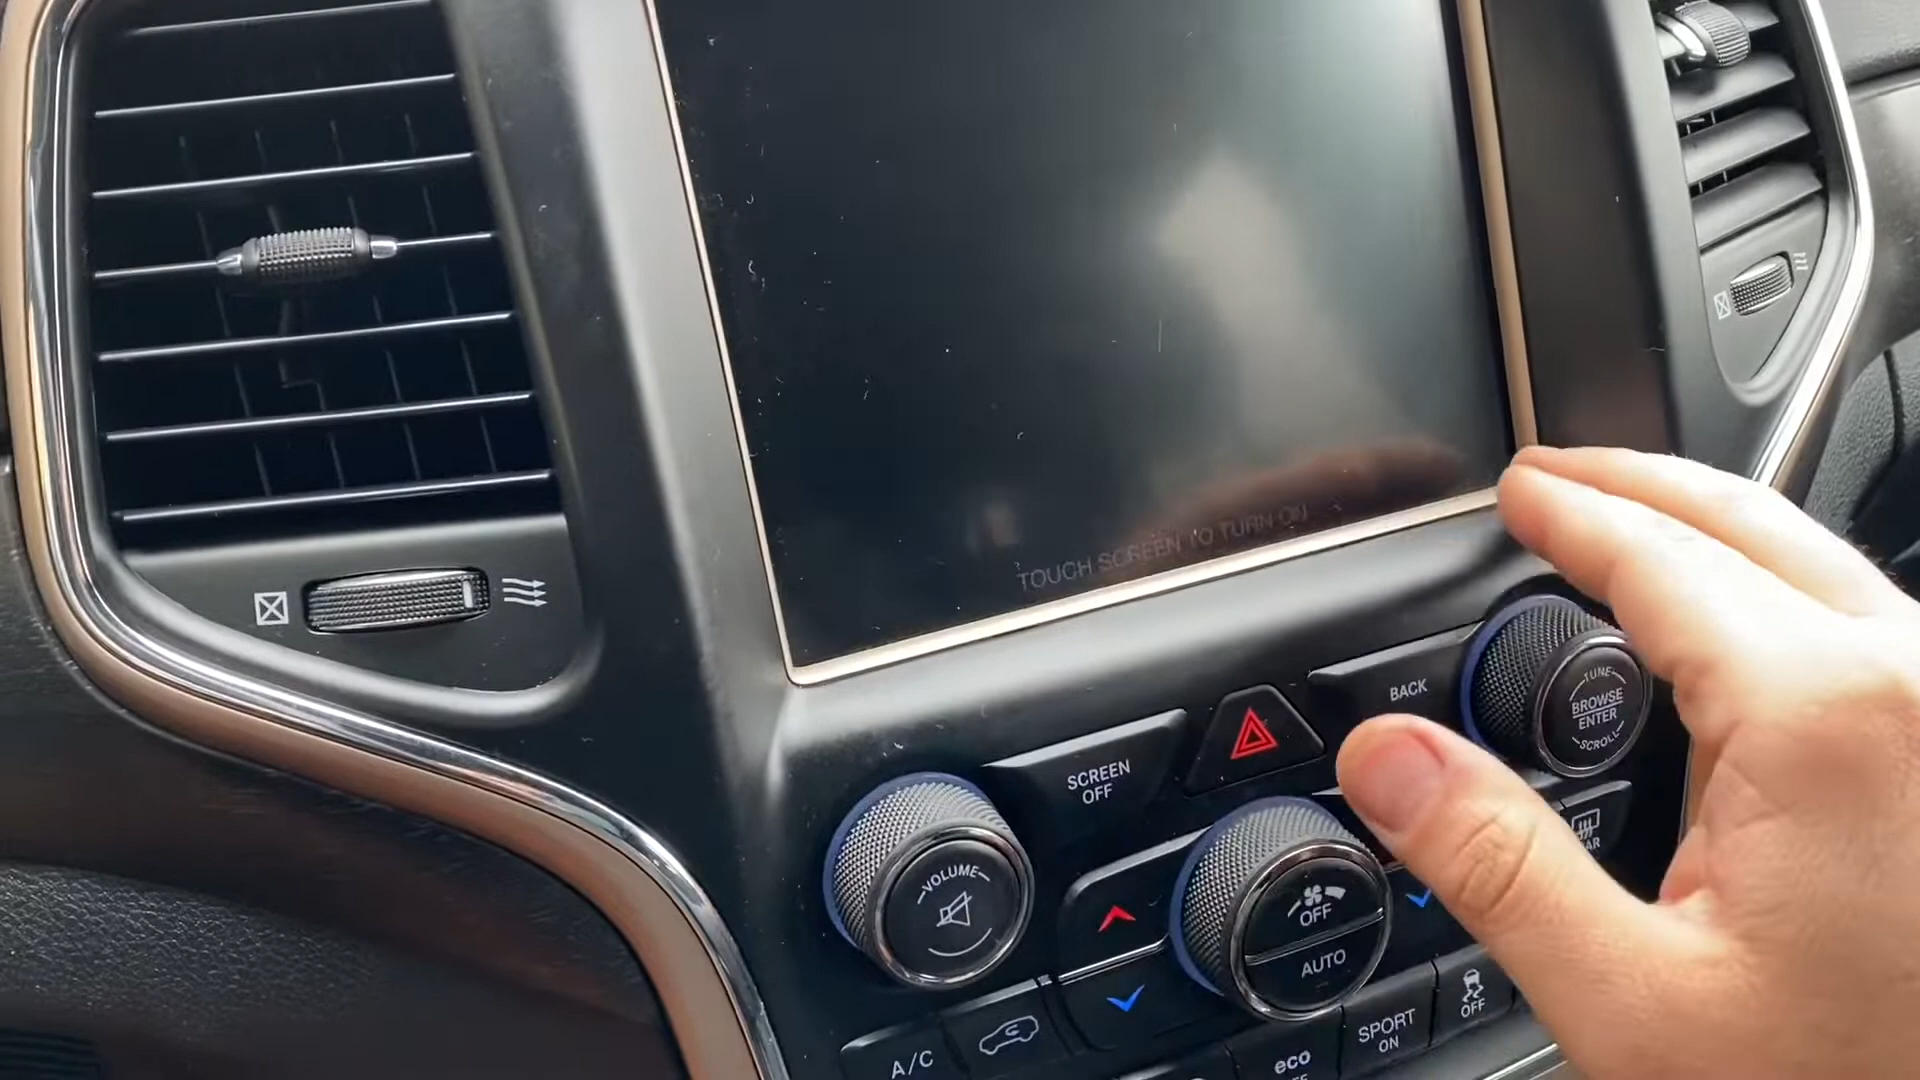 TOUCH SCREEN TO TURN ON
BACK
TUNE
BROWSE
ENTER
SCROLL
SCREEN
OFF
VOLUME
OFF
AUTO
A/C
SPORT
ON
OFF
eco